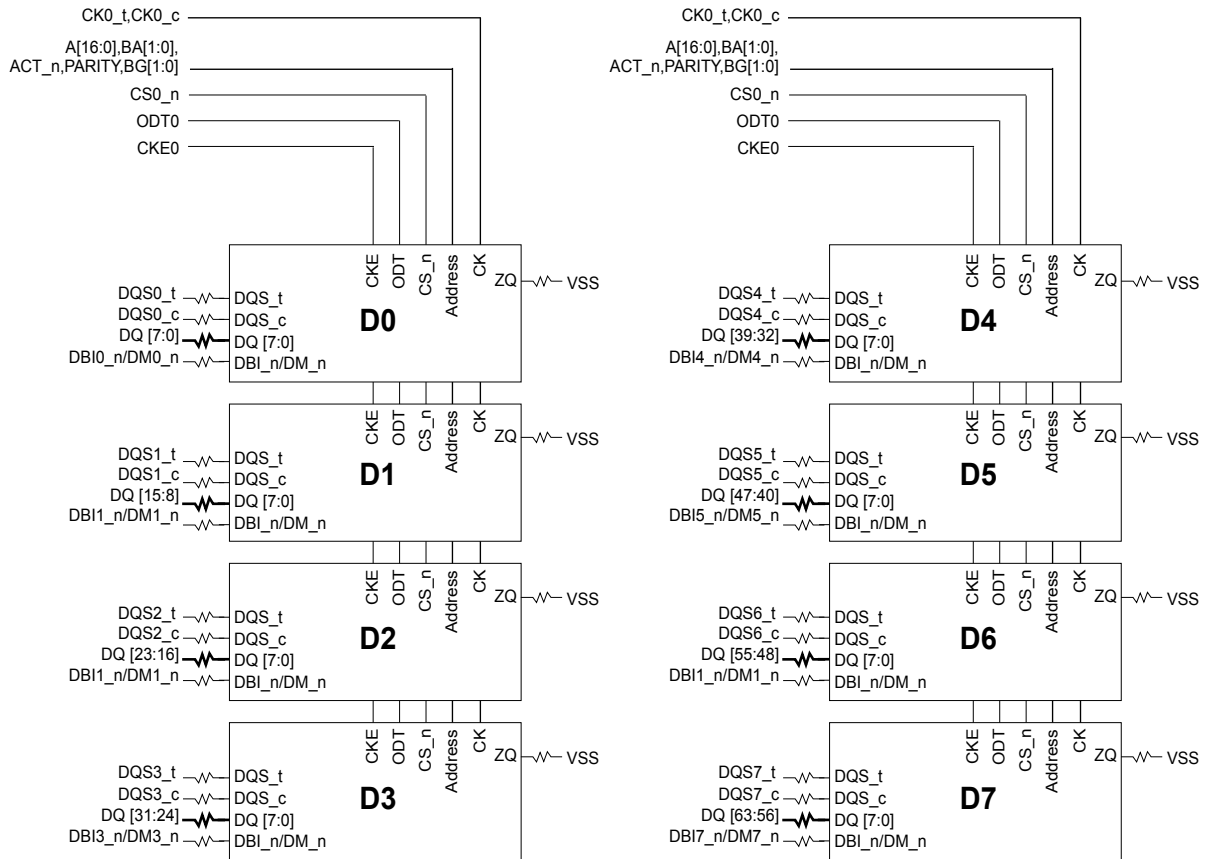 CK0_t,CK0_c
A[16:0],BA[1:0],
ACT_n,PARITY,BG[1:0]
CS0_n
ODT0
CKE0
CKE
ODT
CS_n
Address
CK
ZQ
VSS
DQS0_t
DQS_t
DQS0_c
DQS_c
D0
DQ [7:0]
DQ [7:0]
DBI0_n/DM0_n
DBI_n/DM_n
CKE
ODT
CS_n
Address
CK
ZQ
VSS
DQS1_t
DQS_t
DQS1_c
DQS_c
D1
DQ [15:8]
DQ [7:0]
DBI1_n/DM1_n
DBI_n/DM_n
CKE
ODT
CS_n
Address
CK
ZQ
VSS
DQS2_t
DQS_t
DQS2_c
DQS_c
D2
DQ [23:16]
DQ [7:0]
DBI1_n/DM1_n
DBI_n/DM_n
CKE
ODT
CS_n
Address
CK
ZQ
VSS
DQS3_t
DQS_t
DQS3_c
DQS_c
D3
DQ [31:24]
DQ [7:0]
DBI3_n/DM3_n
DBI_n/DM_n
CK0_t,CK0_c
A[16:0],BA[1:0],
ACT_n,PARITY,BG[1:0]
CS0_n
ODT0
CKE0
CKE
ODT
CS_n
Address
CK
ZQ
VSS
DQS4_t
DQS_t
DQS4_c
DQS_c
D4
DQ [39:32]
DQ [7:0]
DBI4_n/DM4_n
DBI_n/DM_n
CKE
ODT
CS_n
Address
CK
ZQ
VSS
DQS5_t
DQS_t
DQS5_c
DQS_c
D5
DQ [47:40]
DQ [7:0]
DBI5_n/DM5_n
DBI_n/DM_n
CKE
ODT
CS_n
Address
CK
ZQ
VSS
DQS6_t
DQS_t
DQS6_c
DQS_c
D6
DQ [55:48]
DQ [7:0]
DBI1_n/DM1_n
DBI_n/DM_n
CKE
ODT
CS_n
Address
CK
ZQ
VSS
DQS7_t
DQS_t
DQS7_c
DQS_c
D7
DQ [63:56]
DQ [7:0]
DBI7_n/DM7_n
DBI_n/DM_n